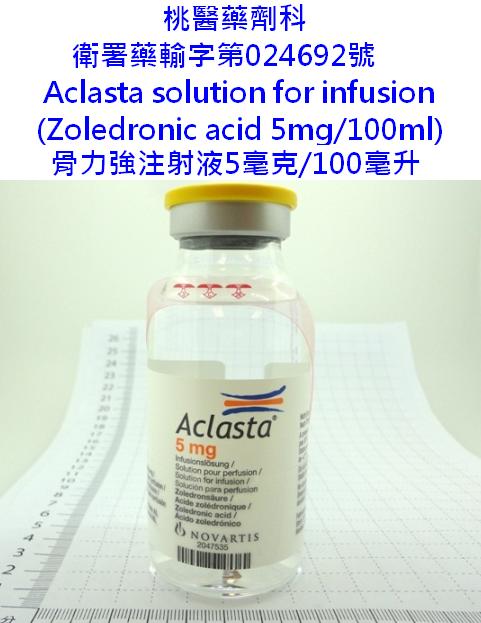 桃醫藥劑科
衛署藥輸字第024692號
Aclasta solution for infusion
(Zoledronic acid 5mg/100ml)
骨力強注射液5毫克/100毫升
Aclasta®
5 mg
Infusionslösung /
Solution pour perfusion /
Solution for infusion /
Solución para perfusión
Zoledronsäure /
Acide zolédronique /
Zoledronic acid /
Ácido zoledrónico
NOVARTIS
2047535